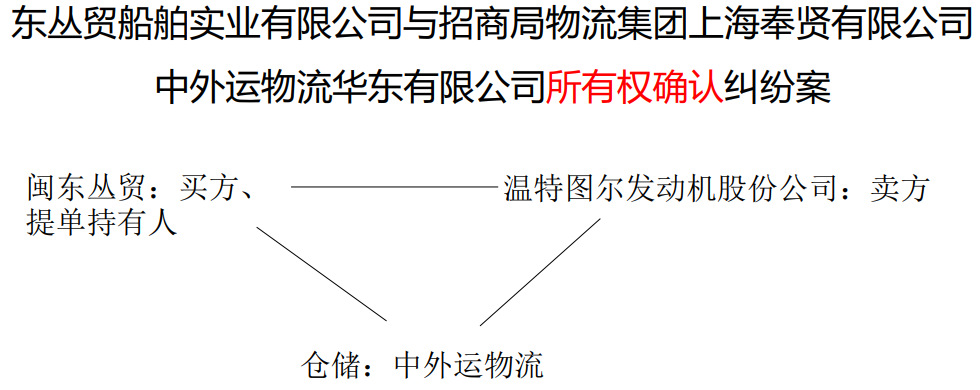 东丛贸船舶实业有限公司与招商局物流集团上海奉贤有限公司
中外运物流华东有限公司所有权确认纠纷案
闽东丛贸：买方、
提单持有人
温特图尔发动机股份公司：卖方
仓储：中外运物流